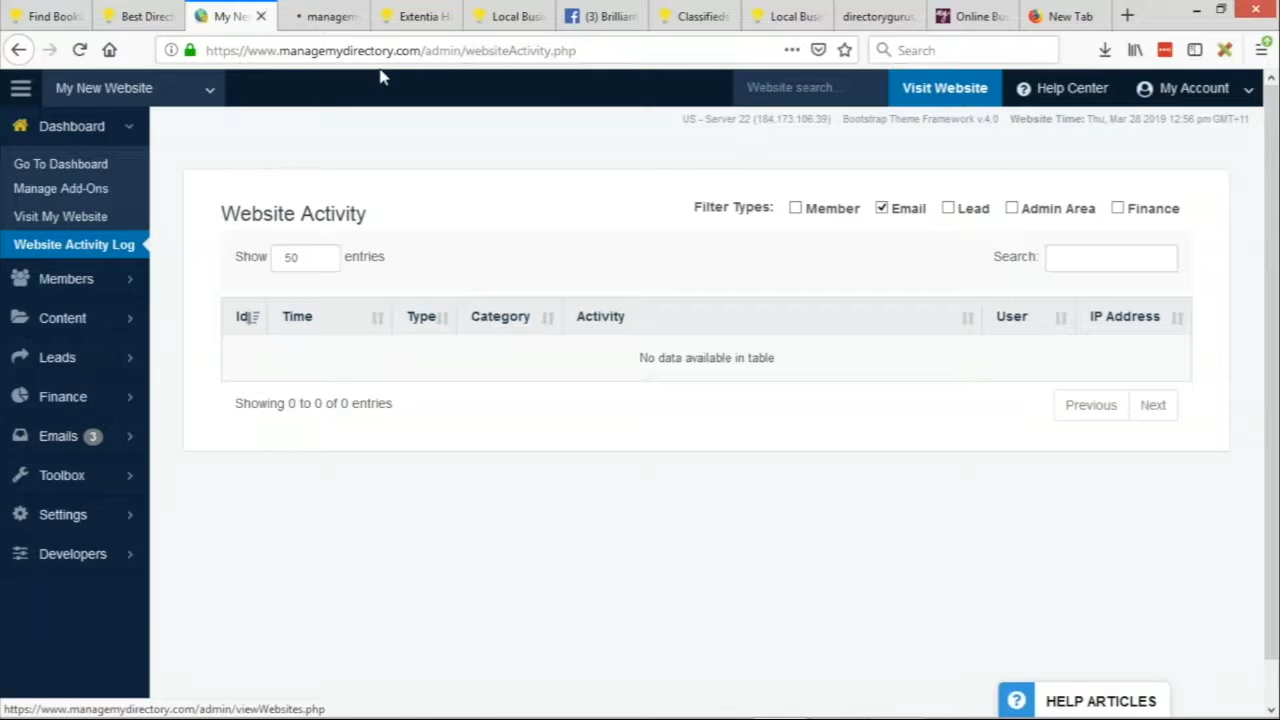 Find Book
Best Direct
My Ne
managem
Extentia H
Local Busi
(3) Brillian
Classifieds
Local Busi
directorygurus.
Online Bus
New Tab
https://www.managemydirectory.com/admin/websiteActivity.php
Search
My New Website
Website search...
Visit Website
Help Center
My Account
US - Server 22 (184.173.106.39) Bootstrap Theme Framework v.4.0 Website Time: Thu, Mar 28 2019 12:56 pm GMT+11
Dashboard
Go To Dashboard
Manage Add-Ons
Visit My Website
Website Activity Log
Members
Content
Leads
Finance
Emails 3
Toolbox
Settings
Developers
Website Activity
Filter Types: Member Email Lead Admin Area Finance
Show 50 entries
Search:
Id Time Type Category Activity User IP Address
No data available in table
Showing 0 to 0 of 0 entries
Previous Next
HELP ARTICLES
https://www.managemydirectory.com/admin/viewWebsites.php